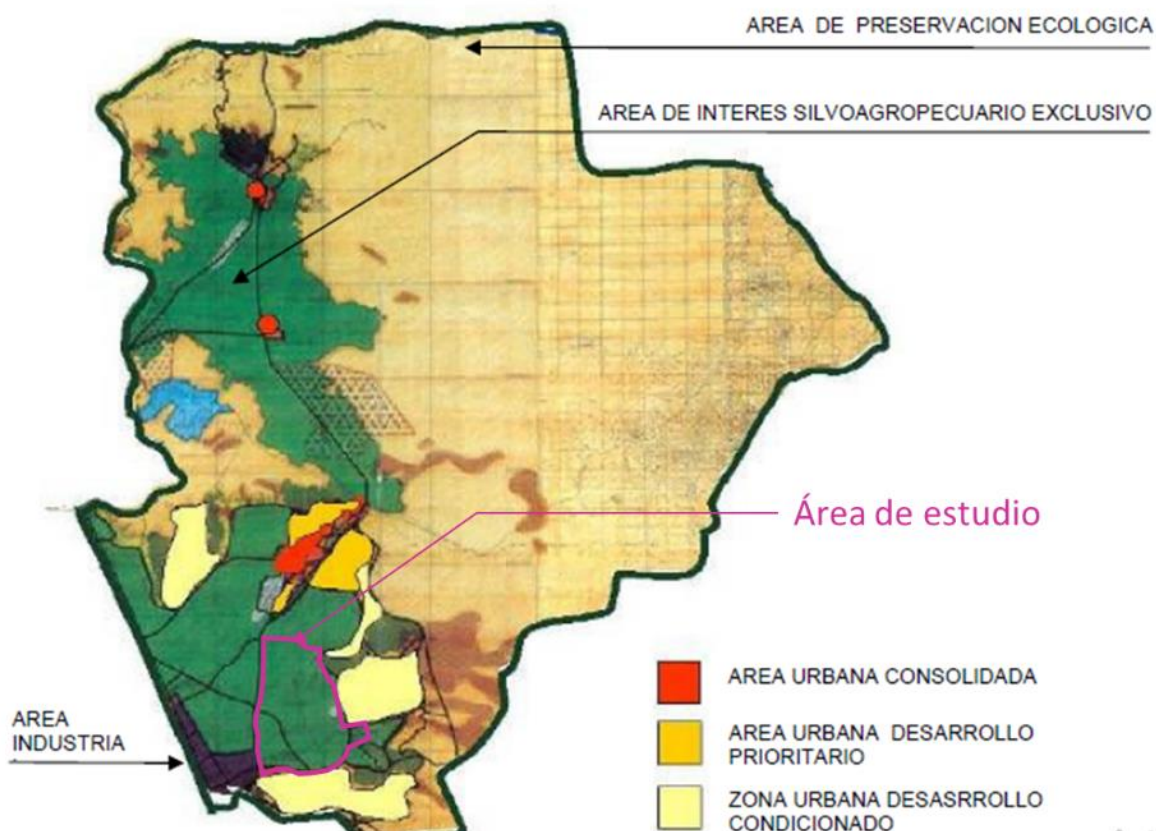 AREA DE PRESERVACION ECOLOGICA
AREA DE INTERES SILVOAGROPECUARIO EXCLUSIVO
Área de estudio
AREA URBANA CONSOLIDADA
AREA
INDUSTRIA
AREA URBANA DESARROLLO
PRIORITARIO
ZONA URBANA DESASRROLLO
CONDICIONADO